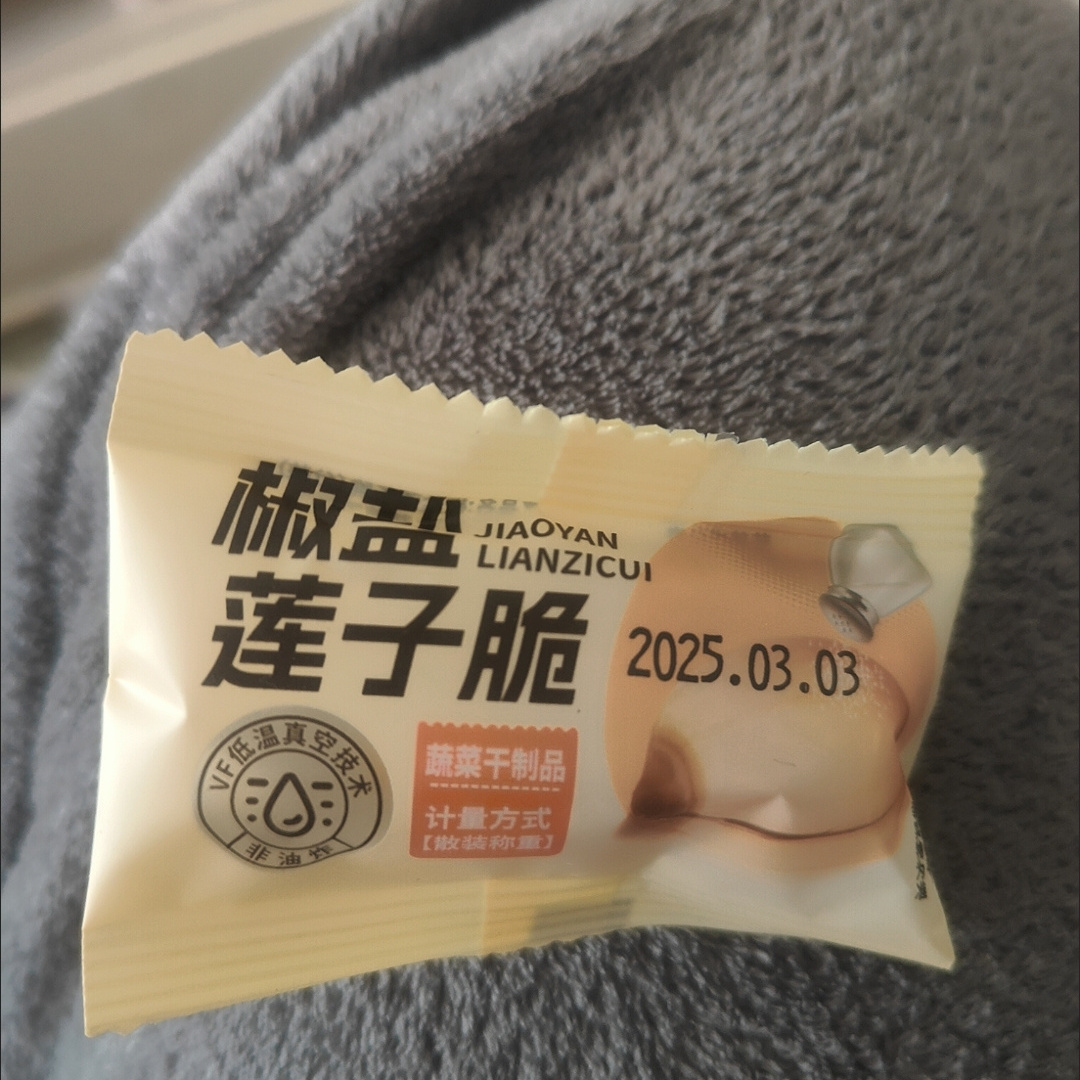 椒盐
JIAOYAN
LIANZICUI
莲子脆
2025.03.03
VF低温真空技术
非油炸
蔬菜干制品
计量方式
【散装称重】